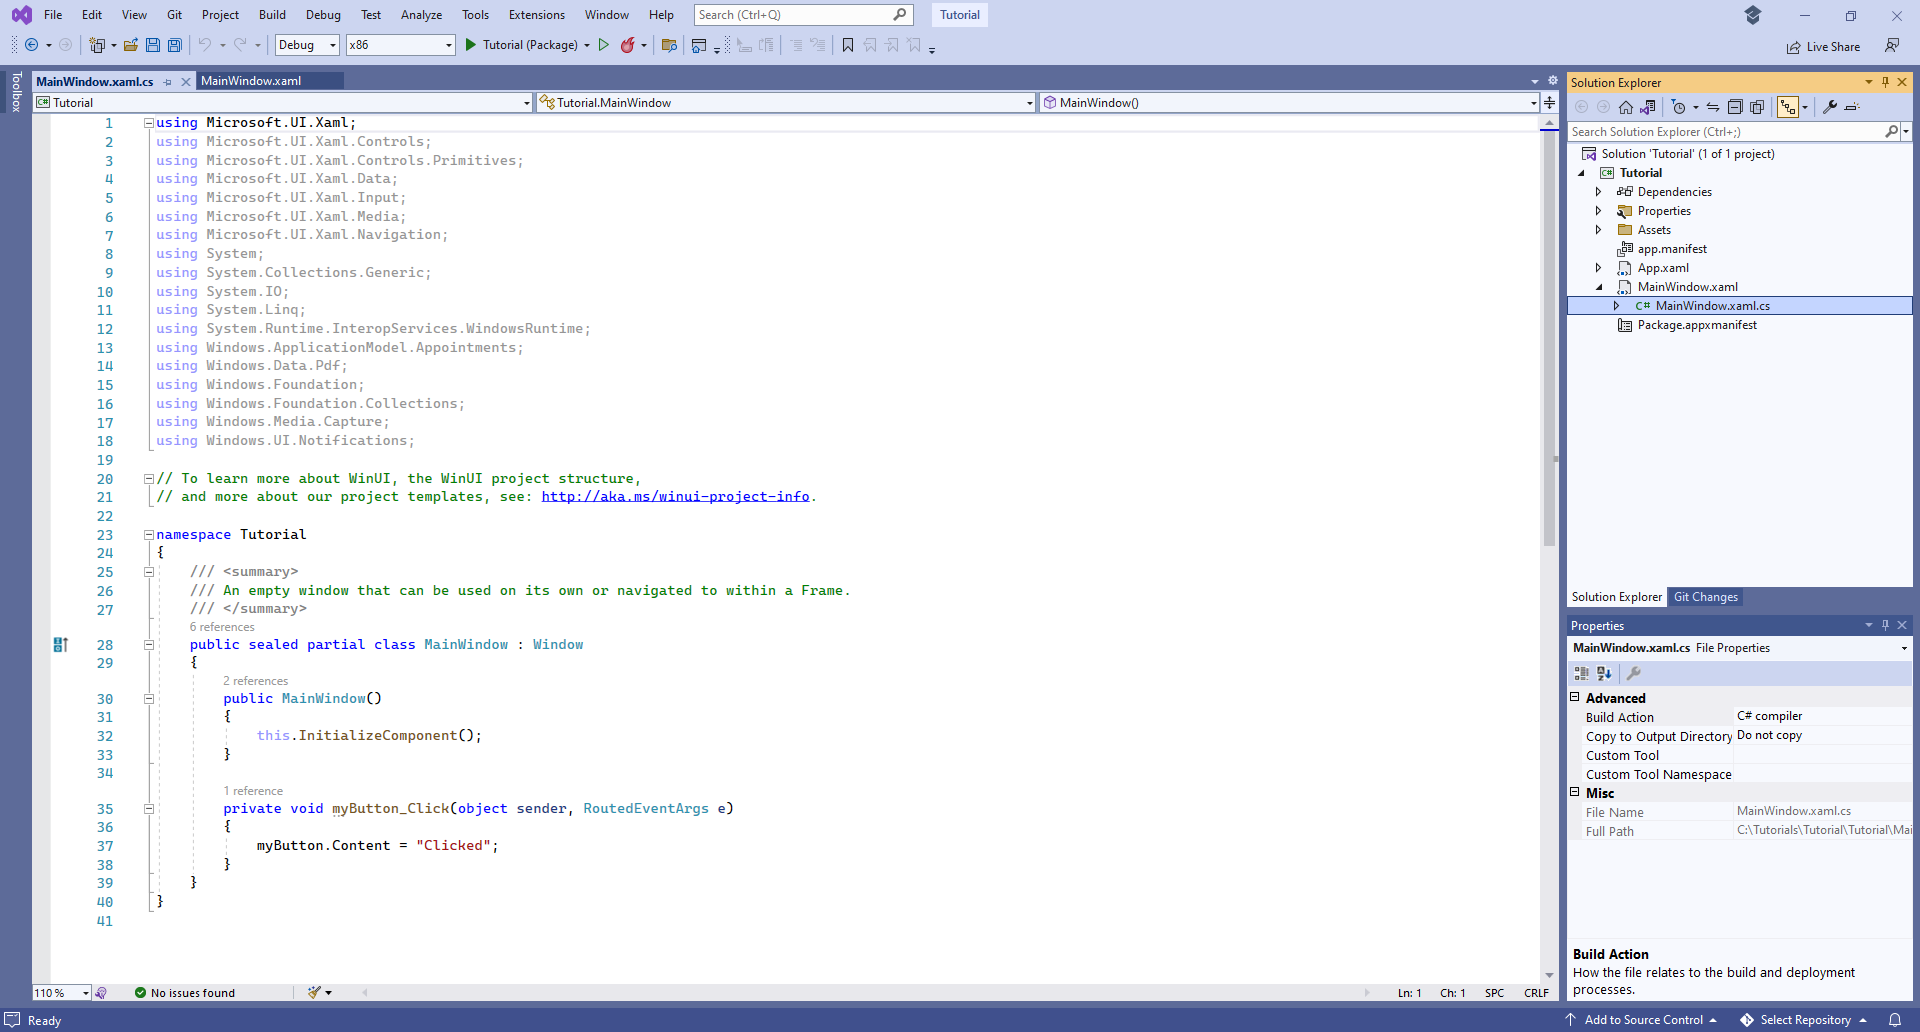 File Edit View Git Project Build Debug Test Analyze Tools Extensions Window Help Search (Ctrl+Q) Tutorial
Debug x86 Tutorial (Package) Live Share
Toolbox
MainWindow.xaml.cs MainWindow.xaml
C# Tutorial Tutorial.MainWindow MainWindow()
1 using Microsoft.UI.Xaml;
2 using Microsoft.UI.Xaml.Controls;
3 using Microsoft.UI.Xaml.Controls.Primitives;
4 using Microsoft.UI.Xaml.Data;
5 using Microsoft.UI.Xaml.Input;
6 using Microsoft.UI.Xaml.Media;
7 using Microsoft.UI.Xaml.Navigation;
8 using System;
9 using System.Collections.Generic;
10 using System.IO;
11 using System.Linq;
12 using System.Runtime.InteropServices.WindowsRuntime;
13 using Windows.ApplicationModel.Appointments;
14 using Windows.Data.Pdf;
15 using Windows.Foundation;
16 using Windows.Foundation.Collections;
17 using Windows.Media.Capture;
18 using Windows.UI.Notifications;
19
20 // To learn more about WinUI, the WinUI project structure,
21 // and more about our project templates, see: http://aka.ms/winui-project-info.
22
23 namespace Tutorial
24 {
25 /// <summary>
26 /// An empty window that can be used on its own or navigated to within a Frame.
27 /// </summary>
6 references
28 public sealed partial class MainWindow : Window
29 {
2 references
30 public MainWindow()
31 {
32 this.InitializeComponent();
33 }
34
1 reference
35 private void myButton_Click(object sender, RoutedEventArgs e)
36 {
37 myButton.Content = "Clicked";
38 }
39 }
40 }
41
110 % No issues found Ln: 1 Ch: 1 SPC CRLF
Solution Explorer
Search Solution Explorer (Ctrl+;)
Solution 'Tutorial' (1 of 1 project)
C# Tutorial
Dependencies
Properties
Assets
app.manifest
App.xaml
MainWindow.xaml
C# MainWindow.xaml.cs
Package.appxmanifest
Solution Explorer Git Changes
Properties
MainWindow.xaml.cs File Properties
Advanced
Build Action C# compiler
Copy to Output Directory Do not copy
Custom Tool
Custom Tool Namespace
Misc
File Name MainWindow.xaml.cs
Full Path C:\Tutorials\Tutorial\Tutorial\Mai
Build Action
How the file relates to the build and deployment
processes.
Ready Add to Source Control Select Repository